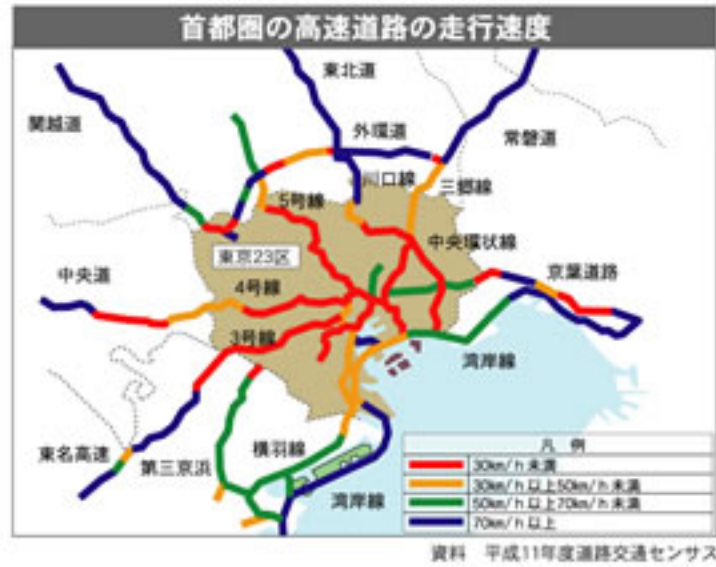 首都圏の高速道路の走行速度
東北道
関越道
外環道
常磐道
川口線
三郷線
5号線
中央環状線
東京23区
京葉道路
中央道
4号線
3号線
湾岸線
東名高速
第三京浜
横羽線
湾岸線
凡 例
30km/h未満
30km/h以上50km/h未満
50km/h以上70km/h未満
70km/h以上
資料 平成11年度道路交通センサス